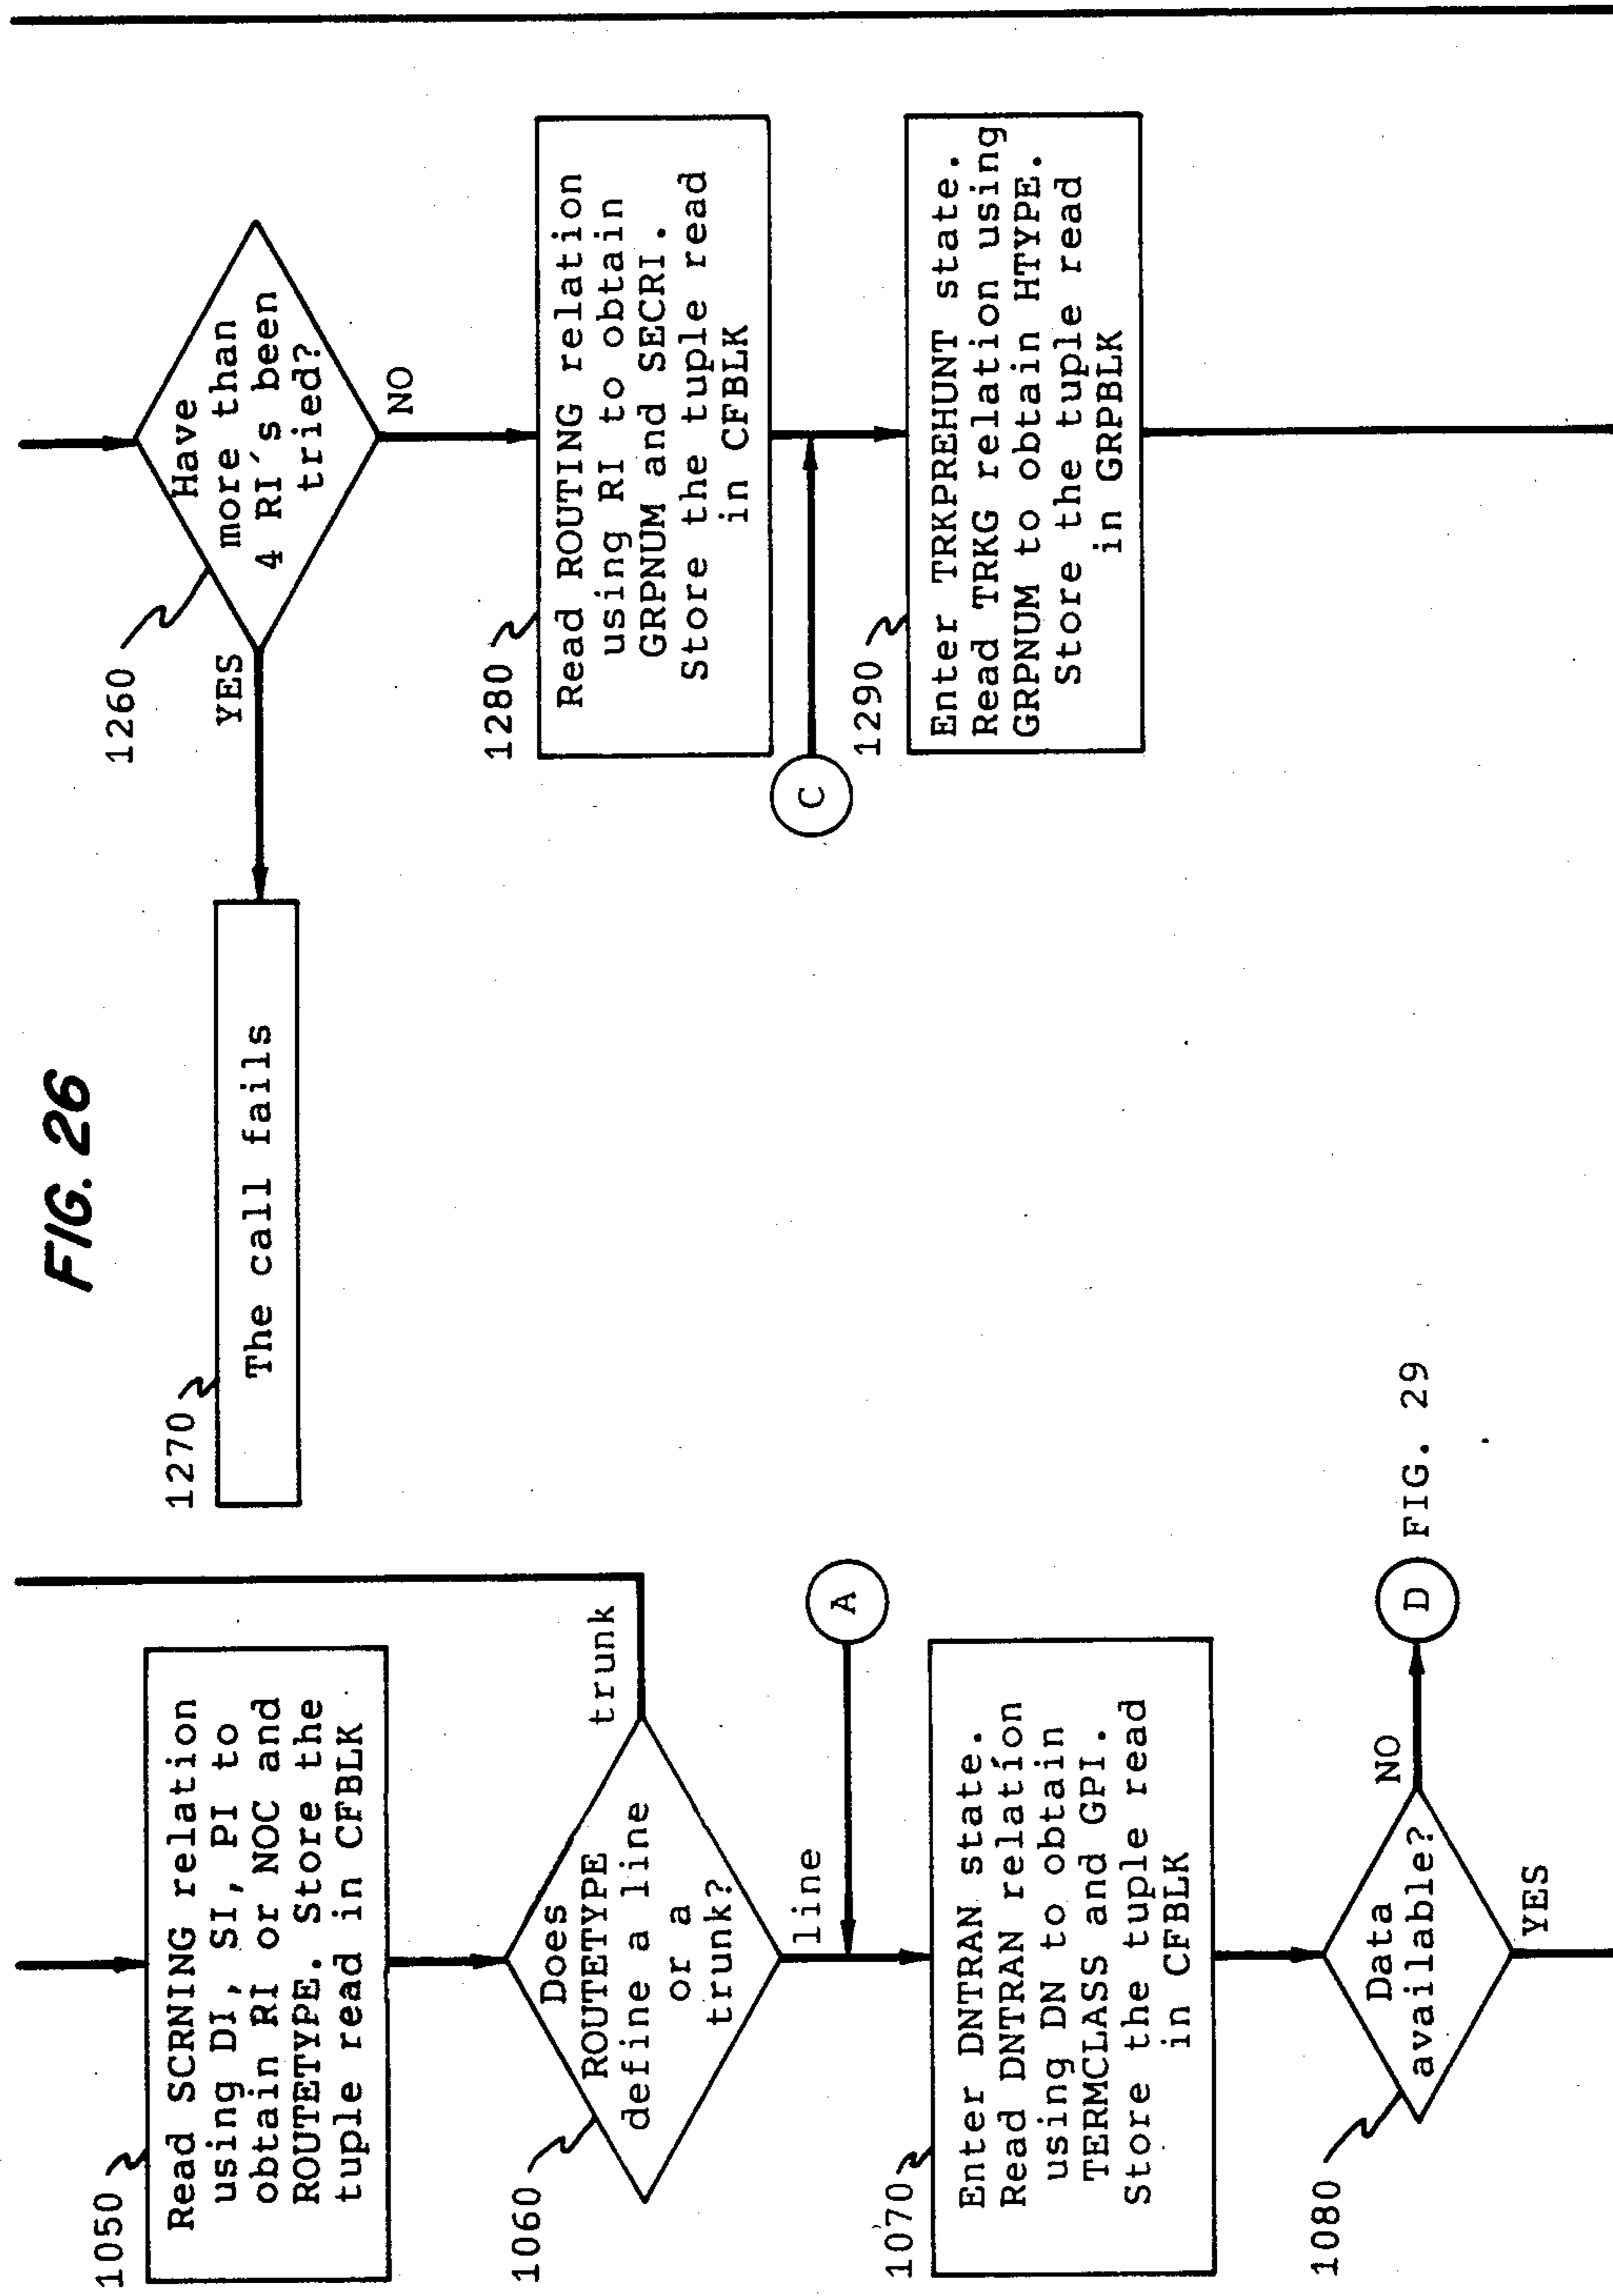 FIG. 26
1050
Read SCRNING relation
using DI, SI, PI to
obtain RI or NOC and
ROUTETYPE. Store the
tuple read in CFBLK
1060
Does
ROUTETYPE
define a line
or a
trunk?
trunk
line
A
1070
Enter DNTRAN state.
Read DNTRAN relation
using DN to obtain
TERMCLASS and GPI.
Store the tuple read
in CFBLK
1080
Data
available?
NO
D
FIG. 29
YES
1260
Have
more than
4 RI's been
tried?
YES
NO
1270
The call fails
1280
Read ROUTING relation
using RI to obtain
GRPNUM and SECRI.
Store the tuple read
in CFBLK
C
1290
Enter TRKPREHUNT state.
Read TRKG relation using
GRPNUM to obtain HTYPE.
Store the tuple read
in GRPBLK